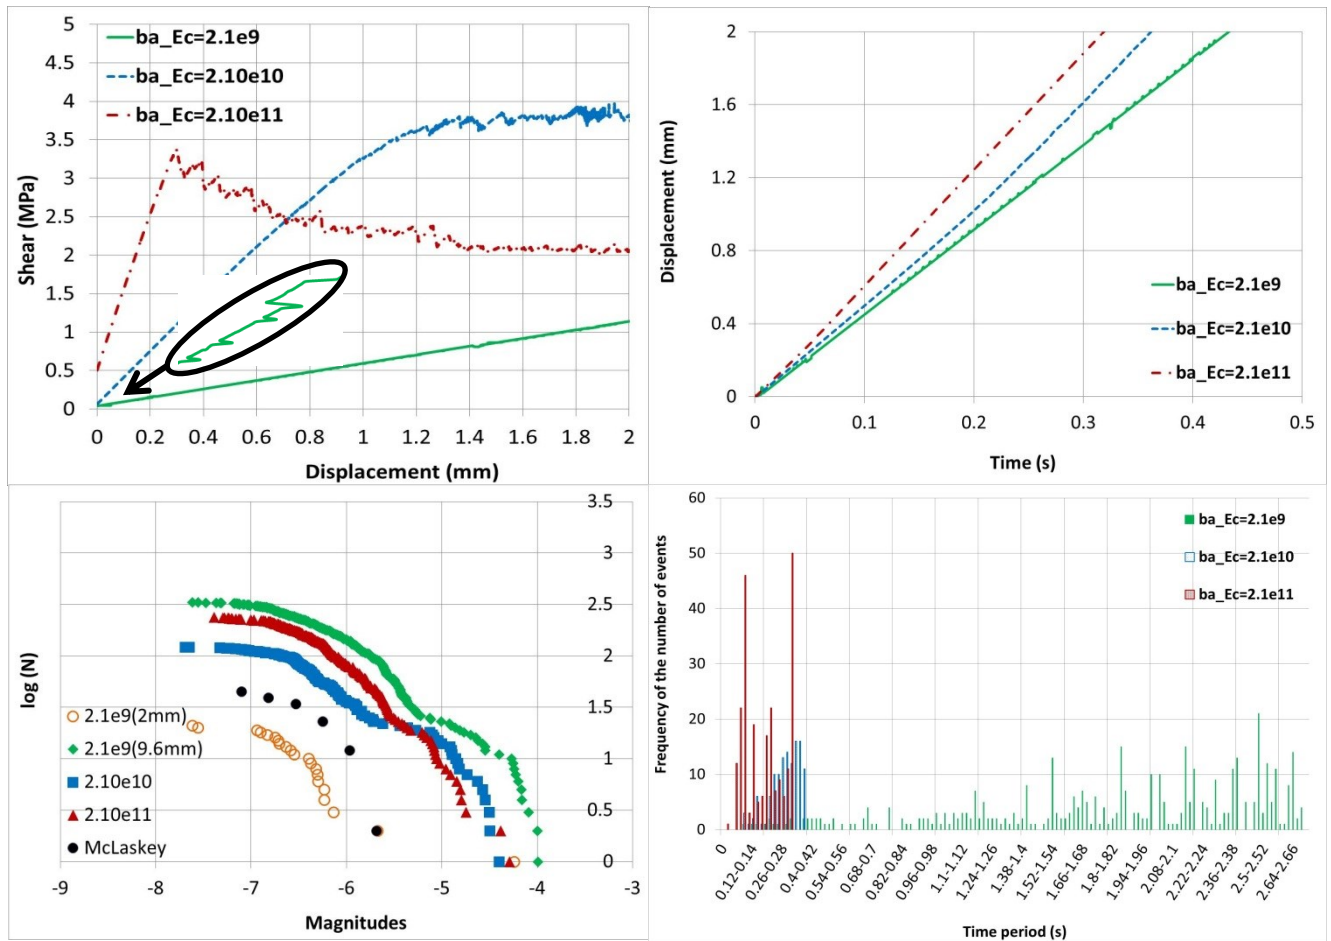 5
4.5
4
3.5
3
2.5
2
1.5
1
0.5
0
ba_Ec=2.1e9
ba_Ec=2.10e10
ba_Ec=2.10e11
Shear (MPa)
0 0.2 0.4 0.6 0.8 1 1.2 1.4 1.6 1.8 2
Displacement (mm)
2
1.6
1.2
0.8
0.4
0
Displacement (mm)
ba_Ec=2.1e9
ba_Ec=2.1e10
ba_Ec=2.1e11
0 0.1 0.2 0.3 0.4 0.5
Time (s)
3.5
3
2.5
2
1.5
1
0.5
0
log (N)
2.1e9(2mm)
2.1e9(9.6mm)
2.10e10
2.10e11
McLaskey
-9 -8 -7 -6 -5 -4 -3
Magnitudes
60
50
40
30
20
10
0
Frequency of the number of events
ba_Ec=2.1e9
ba_Ec=2.1e10
ba_Ec=2.1e11
0 0.12-0.14 0.26-0.28 0.4-0.42 0.54-0.56 0.68-0.7 0.82-0.84 0.96-0.98 1.1-1.12 1.24-1.26 1.38-1.4 1.52-1.54 1.66-1.68 1.8-1.82 1.94-1.96 2.08-2.1 2.22-2.24 2.36-2.38 2.5-2.52 2.64-2.66
Time period (s)